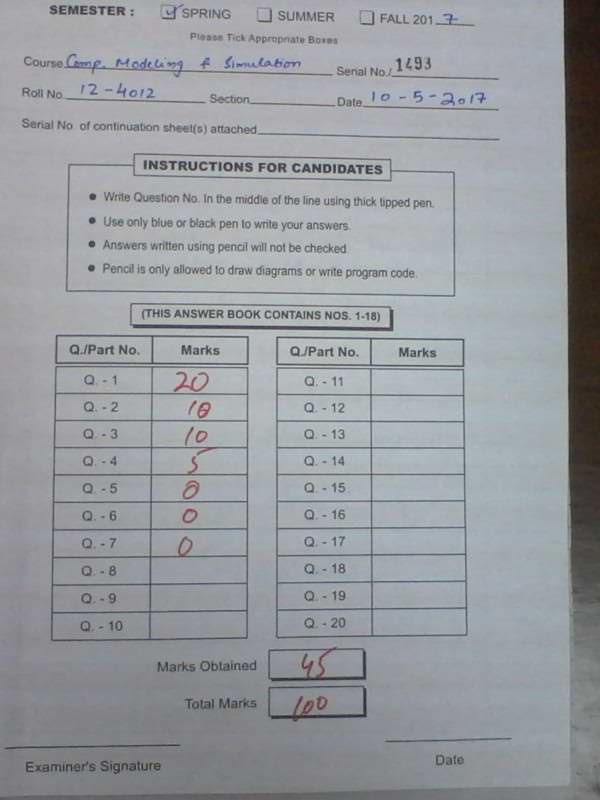 SEMESTER : SPRING SUMMER FALL 2017
Please Tick Appropriate Boxes
Course Comp. Modeling & Simulation Serial No./ 1493
Roll No. 12-4012 Section Date 10-5-2017
Serial No. of continuation sheet(s) attached
INSTRUCTIONS FOR CANDIDATES
• Write Question No. In the middle of the line using thick tipped pen.
• Use only blue or black pen to write your answers.
• Answers written using pencil will not be checked.
• Pencil is only allowed to draw diagrams or write program code.
(THIS ANSWER BOOK CONTAINS NOS. 1-18)
Q./Part No. Marks Q./Part No. Marks
Q. - 1 20 Q. - 11
Q. - 2 10 Q. - 12
Q. - 3 10 Q. - 13
Q. - 4 5 Q. - 14
Q. - 5 0 Q. - 15
Q. - 6 0 Q. - 16
Q. - 7 0 Q. - 17
Q. - 8 Q. - 18
Q. - 9 Q. - 19
Q. - 10 Q. - 20
Marks Obtained 45
Total Marks 100
Examiner's Signature Date